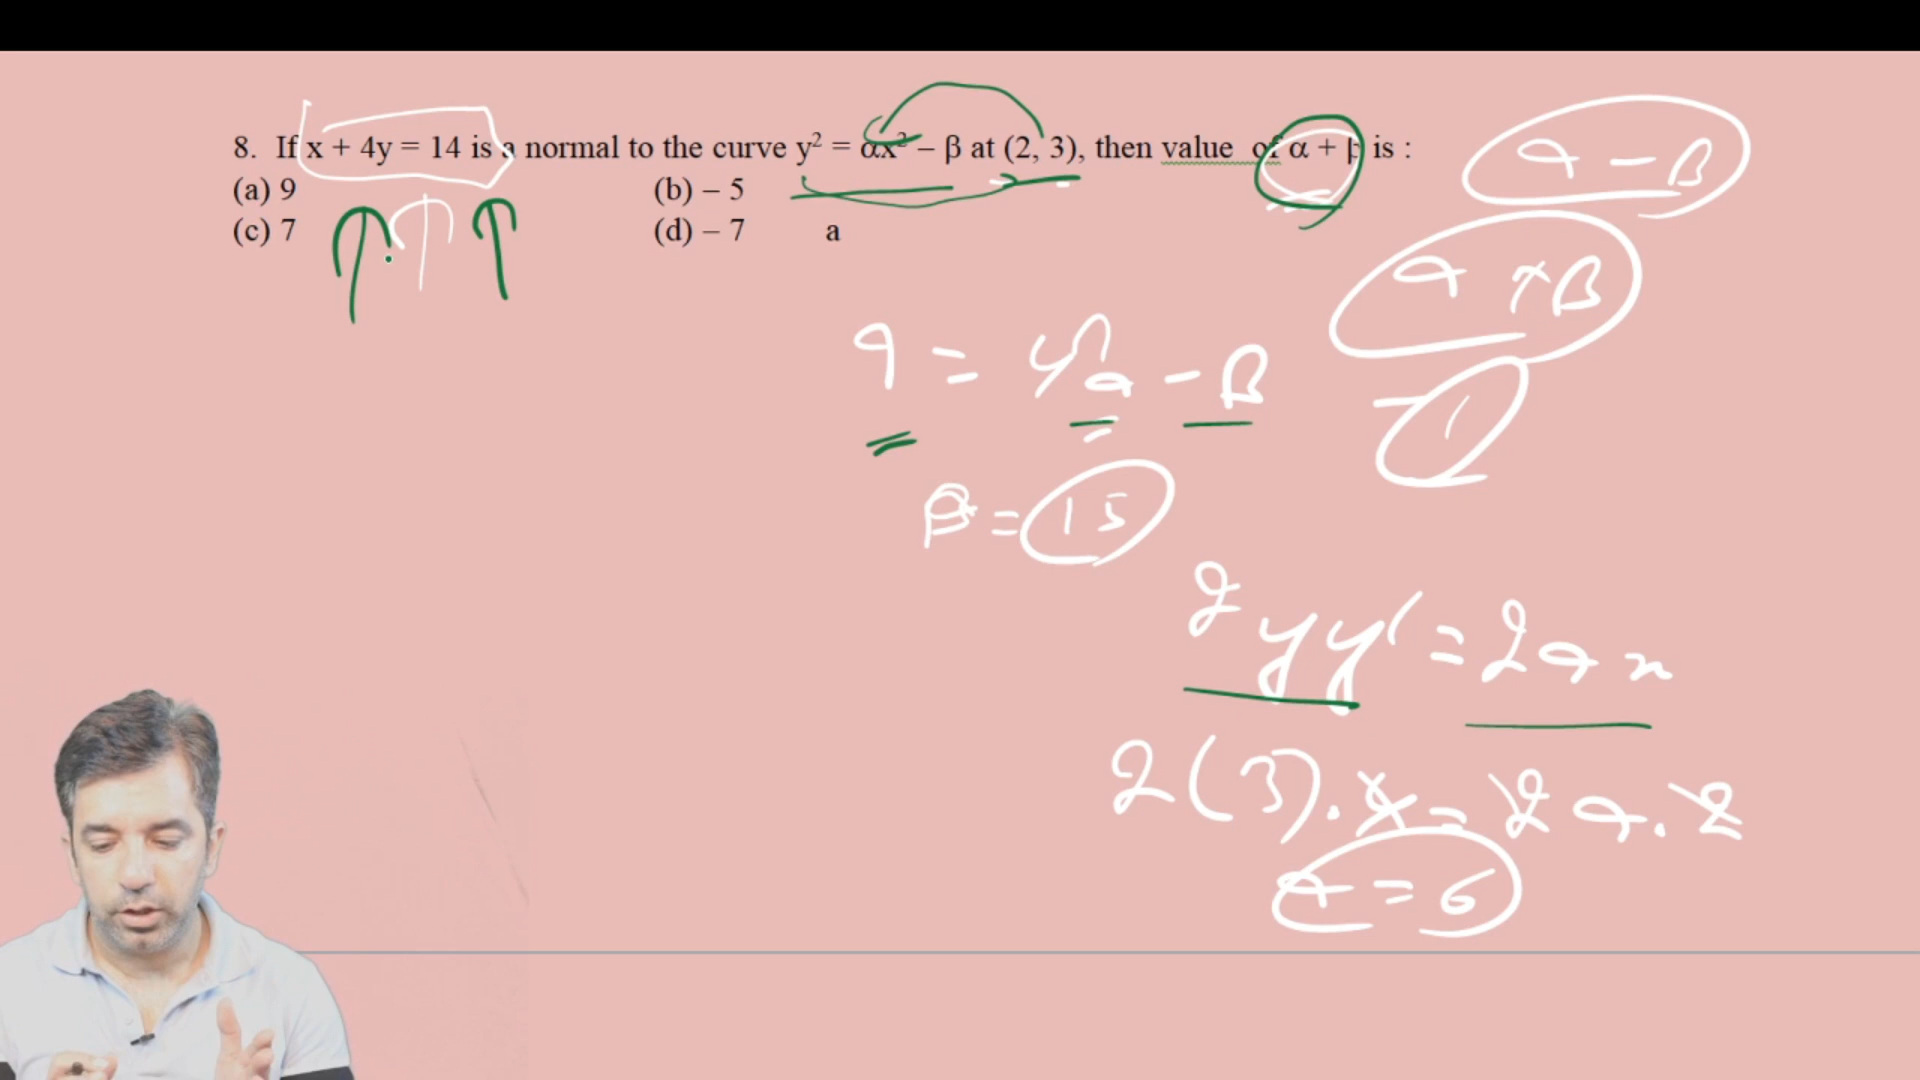 8. If x + 4y = 14 is a normal to the curve y² = αx² – β at (2, 3), then value of α + β is :
(a) 9 (b) – 5
(c) 7 (d) – 7 a
α – β
α + β
9 = 4α – β
β = 15
2yy' = 2αx
2(3).4 = 2α.2
α = 6